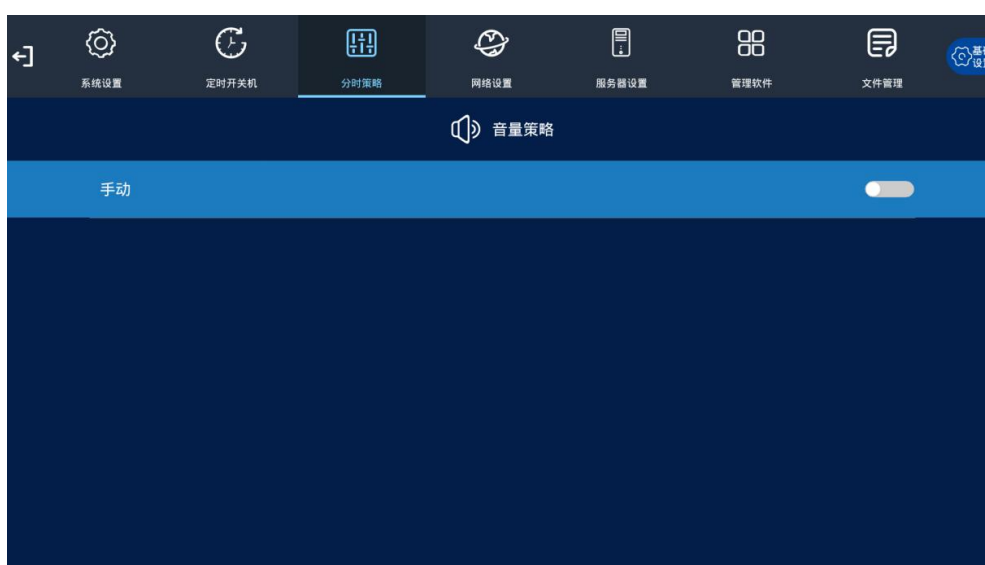 系统设置
定时开关机
分时策略
网络设置
服务器设置
管理软件
文件管理
音量策略
手动